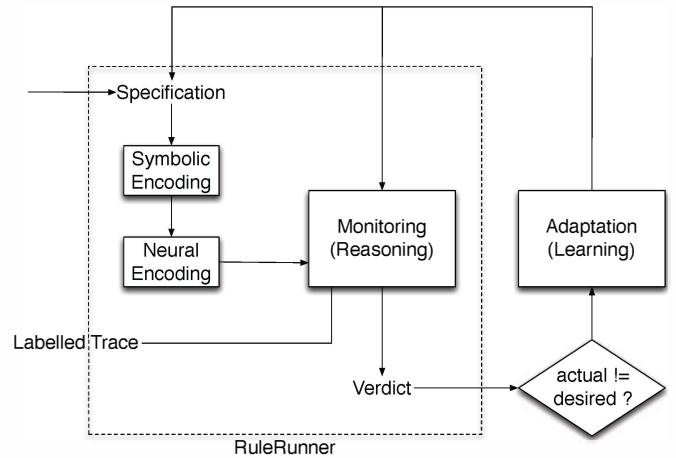 Specification
Symbolic
Encoding
Neural
Encoding
Monitoring
(Reasoning)
Adaptation
(Learning)
Labelled Trace
Verdict
actual !=
desired ?
RuleRunner